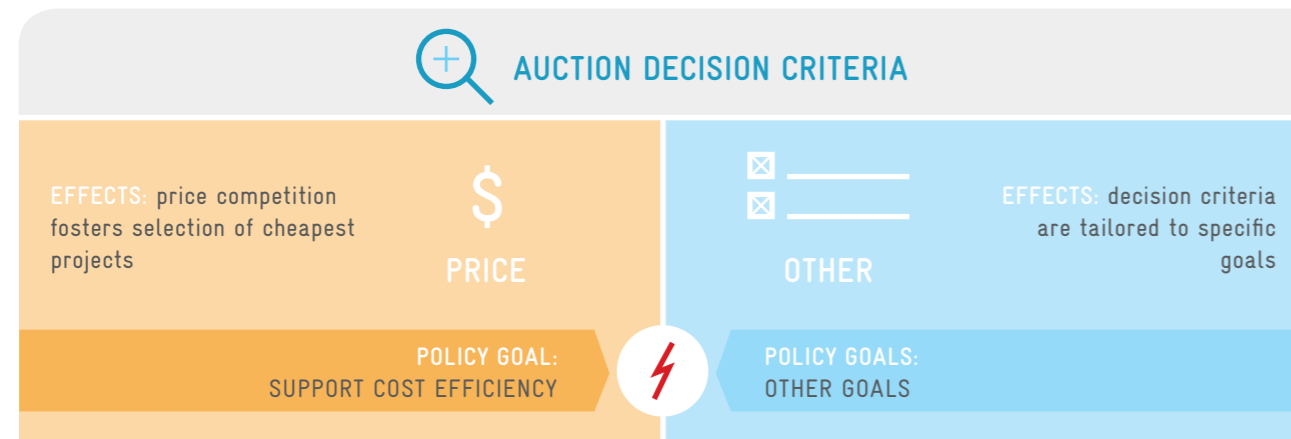 AUCTION DECISION CRITERIA
EFFECTS: price competition
fosters selection of cheapest
projects
$
PRICE
OTHER
EFFECTS: decision criteria
are tailored to specific
goals
POLICY GOAL:
SUPPORT COST EFFICIENCY
POLICY GOALS:
OTHER GOALS